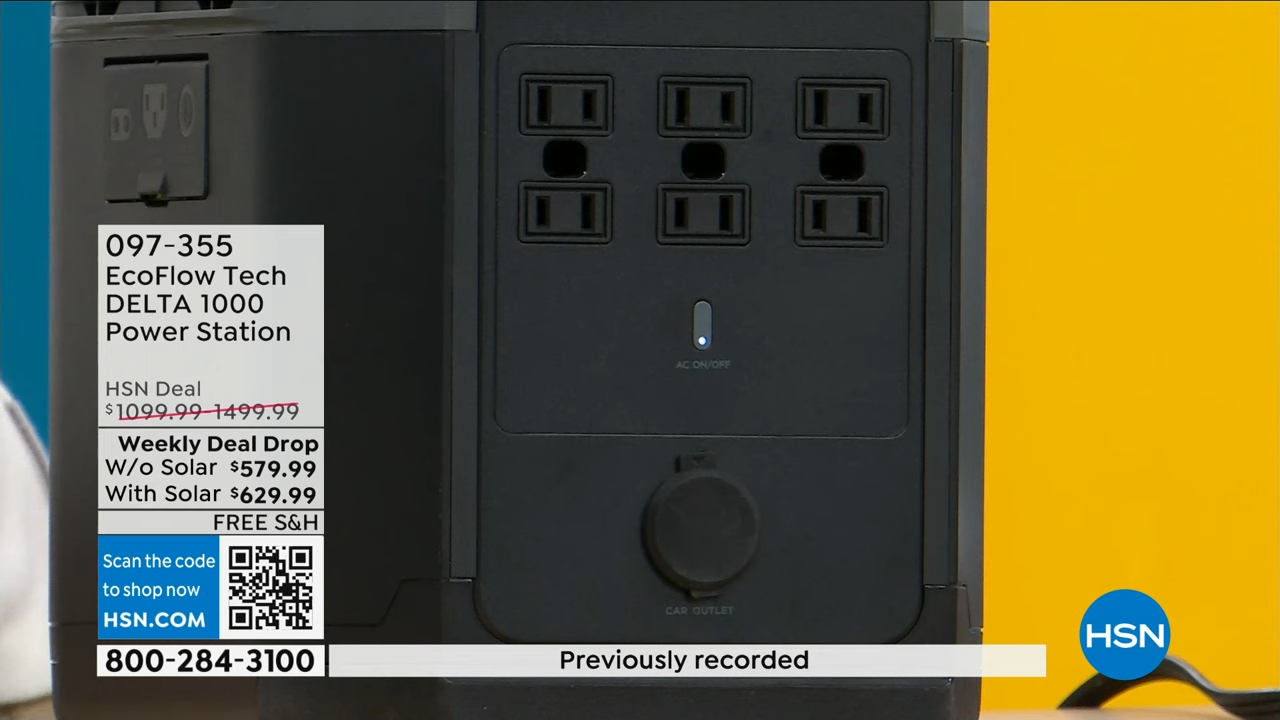 097-355
EcoFlow Tech
DELTA 1000
Power Station
HSN Deal
$1099.99-1499.99
Weekly Deal Drop
W/o Solar $579.99
With Solar $629.99
FREE S&H
Scan the code
to shop now
HSN.COM
800-284-3100
Previously recorded
AC ON/OFF
CAR OUTLET
HSN